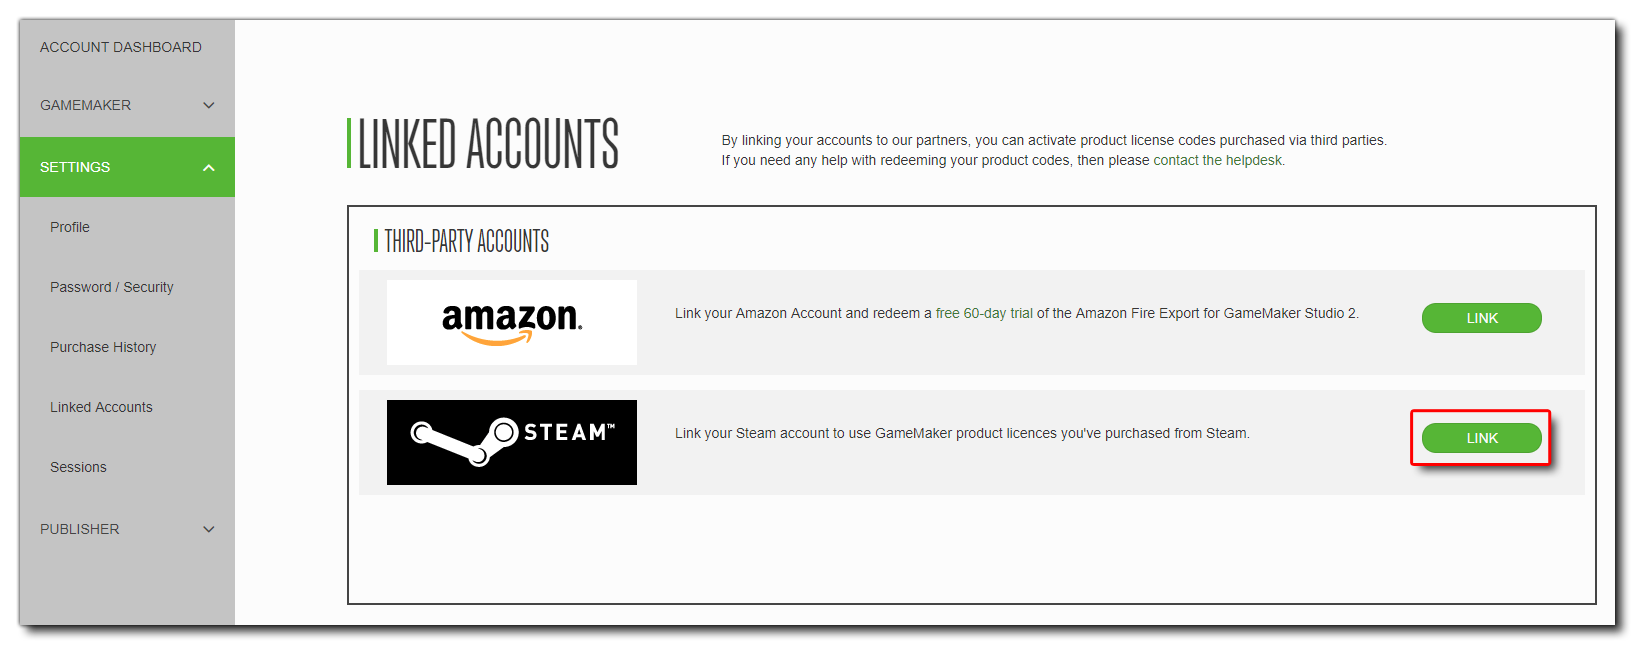 ACCOUNT DASHBOARD
GAMEMAKER
SETTINGS
Profile
Password / Security
Purchase History
Linked Accounts
Sessions
PUBLISHER
LINKED ACCOUNTS
By linking your accounts to our partners, you can activate product license codes purchased via third parties.
If you need any help with redeeming your product codes, then please contact the helpdesk.
THIRD-PARTY ACCOUNTS
amazon.
Link your Amazon Account and redeem a free 60-day trial of the Amazon Fire Export for GameMaker Studio 2.
LINK
STEAM™
Link your Steam account to use GameMaker product licences you've purchased from Steam.
LINK